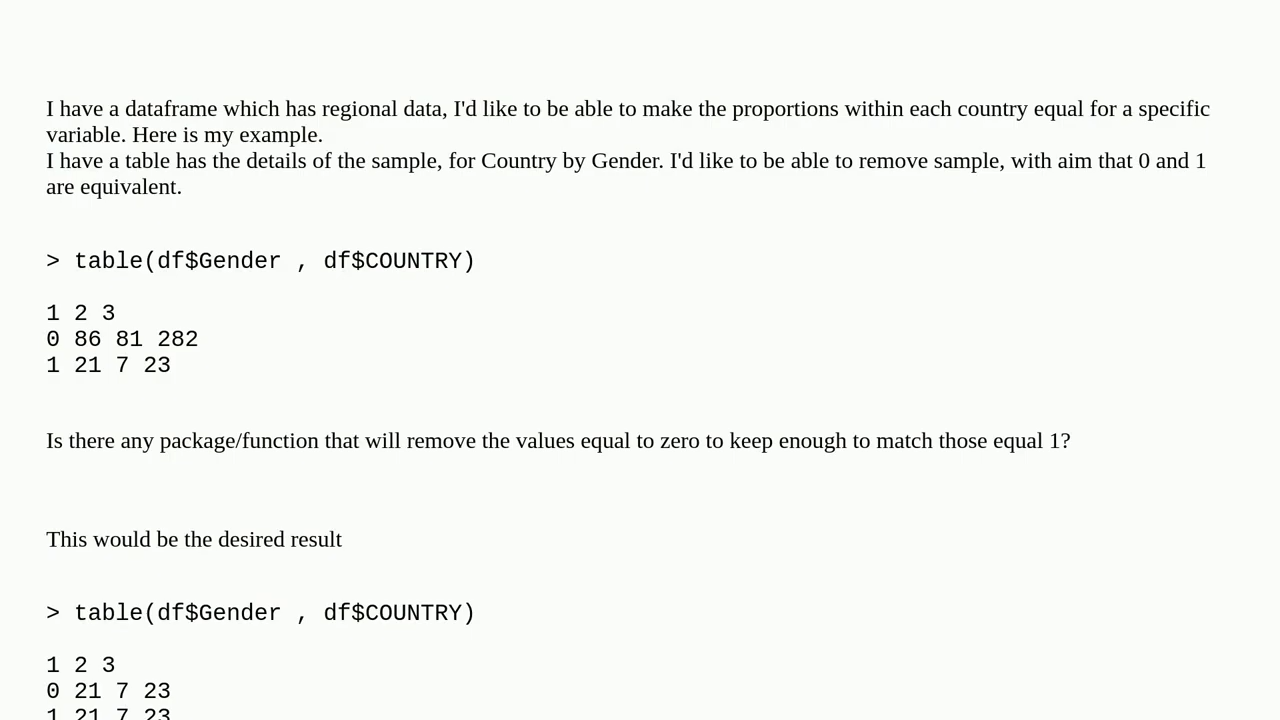 I have a dataframe which has regional data, I'd like to be able to make the proportions within each country equal for a specific
variable. Here is my example.
I have a table has the details of the sample, for Country by Gender. I'd like to be able to remove sample, with aim that 0 and 1
are equivalent.
> table(df$Gender , df$COUNTRY)
1 2 3
0 86 81 282
1 21 7 23
Is there any package/function that will remove the values equal to zero to keep enough to match those equal 1?
This would be the desired result
> table(df$Gender , df$COUNTRY)
1 2 3
0 21 7 23
1 21 7 23